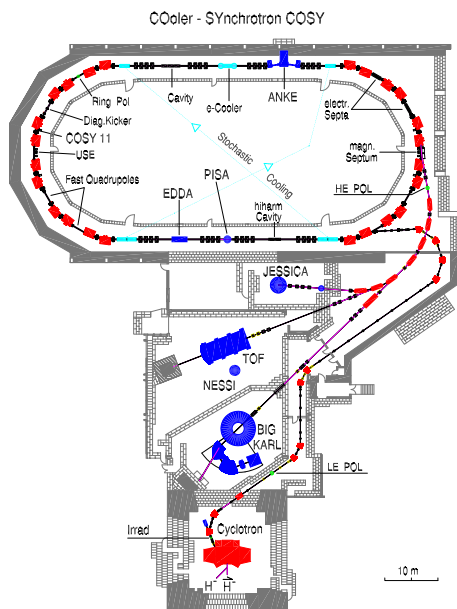 COoler - SYnchrotron COSY
Ring Pol
Cavity
e-Cooler
ANKE
electr.
Septa
Diag.Kicker
COSY 11
USE
magn.
Septum
Stochastic
Cooling
Fast Quadrupoles
EDDA
PISA
hiharm
Cavity
HE POL
JESSICA
TOF
NESSI
BIG
KARL
LE POL
Irrad
Cyclotron
H⁻
H⁻
10 m